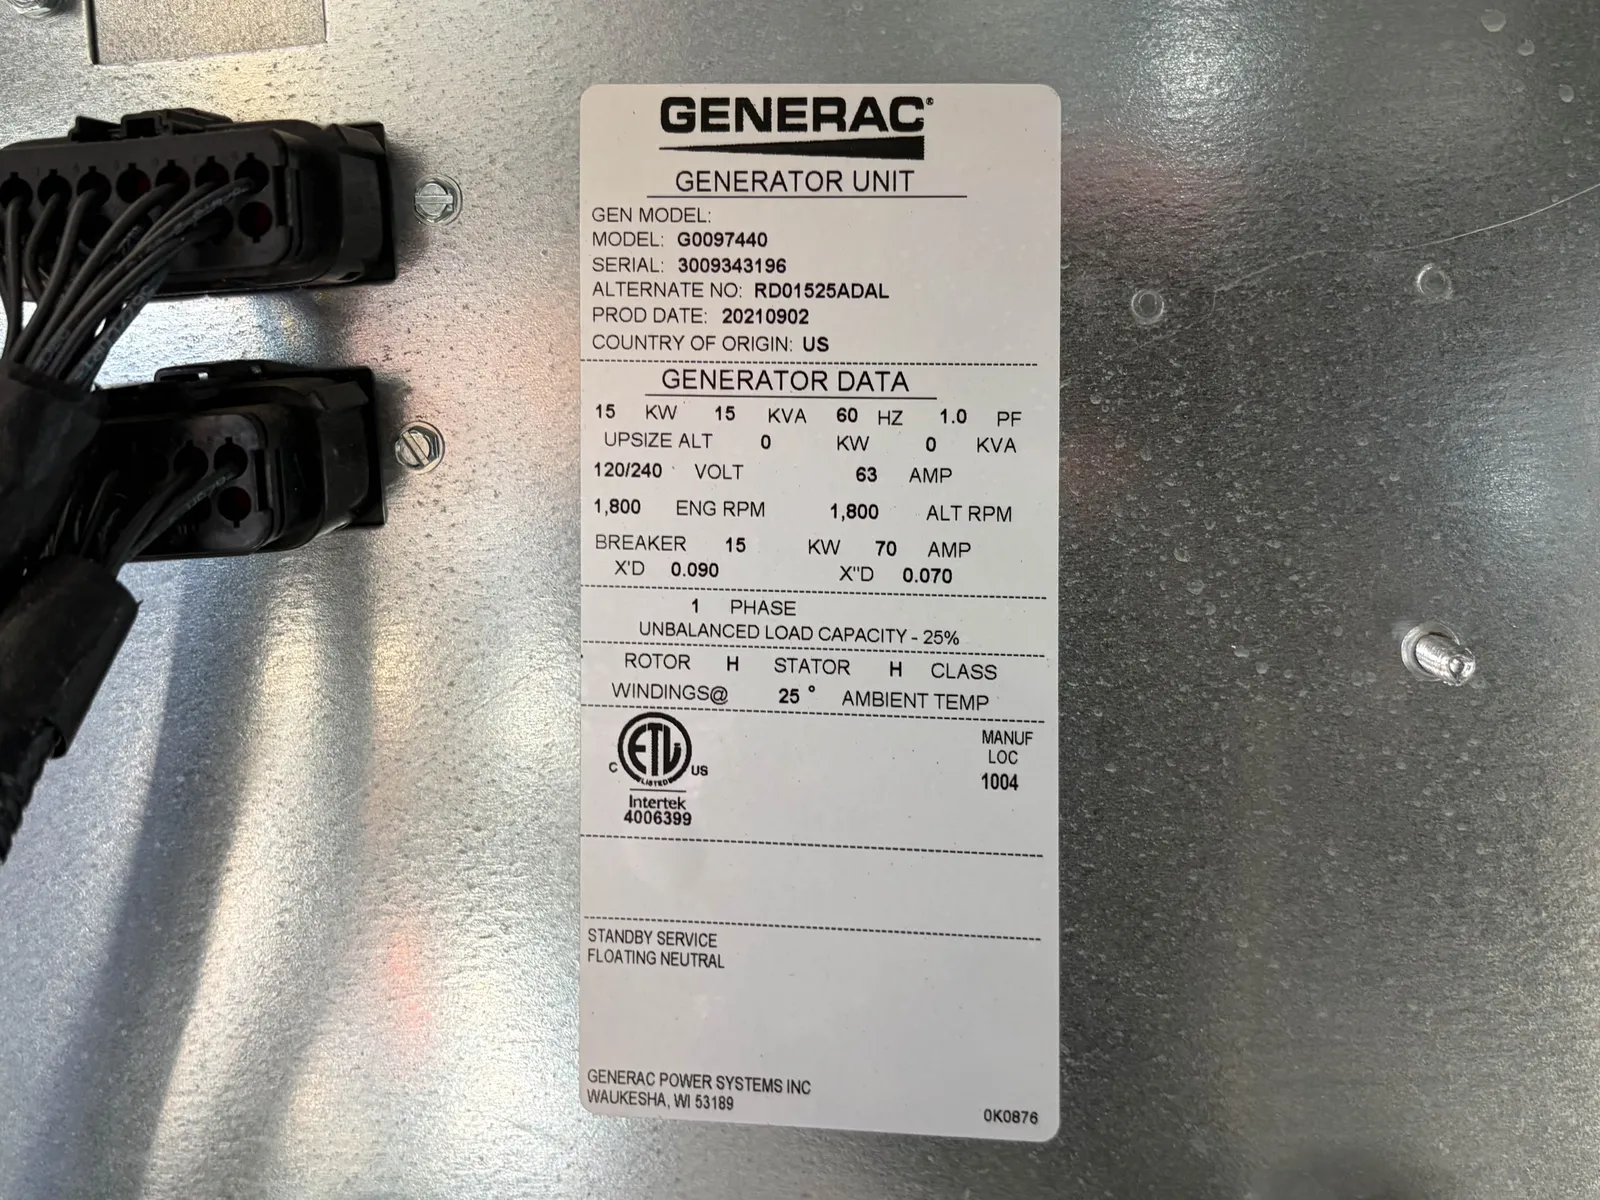 GENERAC®
GENERATOR UNIT
GEN MODEL:
MODEL: G0097440
SERIAL: 3009343196
ALTERNATE NO: RD01525ADAL
PROD DATE: 20210902
COUNTRY OF ORIGIN: US
GENERATOR DATA
15 KW 15 KVA 60 HZ 1.0 PF
UPSIZE ALT 0 KW 0 KVA
120/240 VOLT 63 AMP
1,800 ENG RPM 1,800 ALT RPM
BREAKER 15 KW 70 AMP
X'D 0.090 X"D 0.070
1 PHASE
UNBALANCED LOAD CAPACITY - 25%
ROTOR H STATOR H CLASS
WINDINGS@ 25° AMBIENT TEMP
ETL
C US
LISTED
Intertek
4006399
MANUF
LOC
1004
STANDBY SERVICE
FLOATING NEUTRAL
GENERAC POWER SYSTEMS INC
WAUKESHA, WI 53189
0K0876